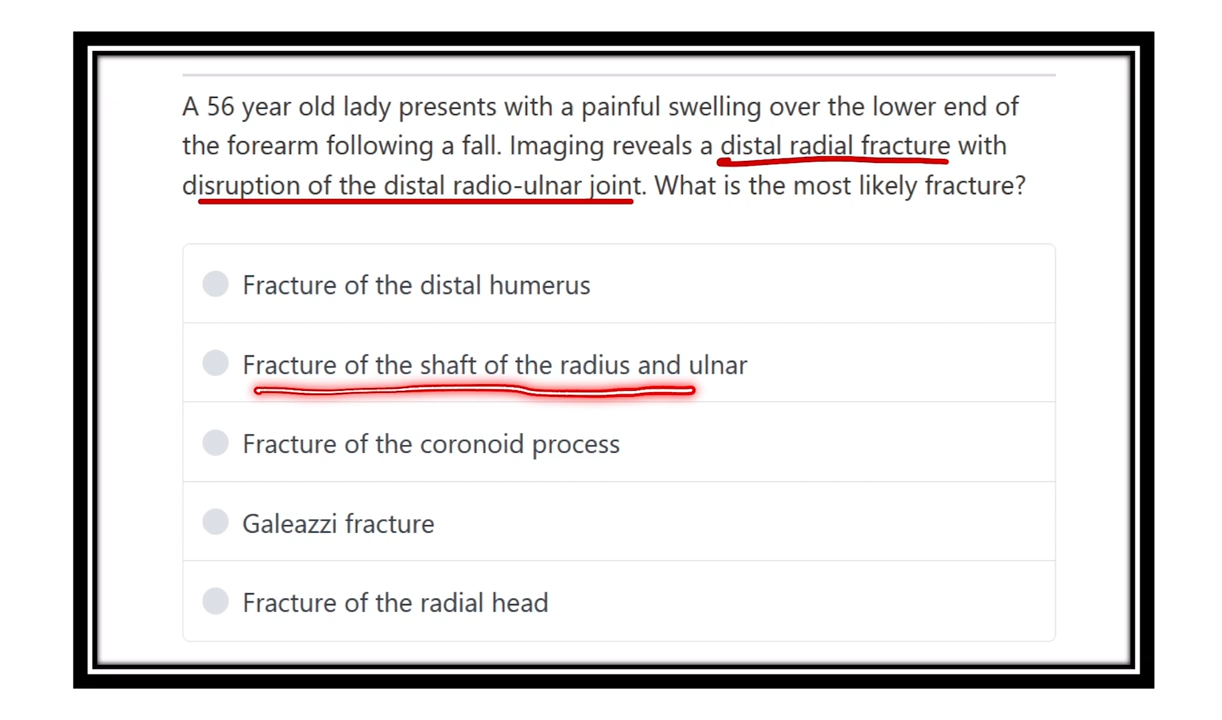 A 56 year old lady presents with a painful swelling over the lower end of
the forearm following a fall. Imaging reveals a distal radial fracture with
disruption of the distal radio-ulnar joint. What is the most likely fracture?
Fracture of the distal humerus
Fracture of the shaft of the radius and ulnar
Fracture of the coronoid process
Galeazzi fracture
Fracture of the radial head